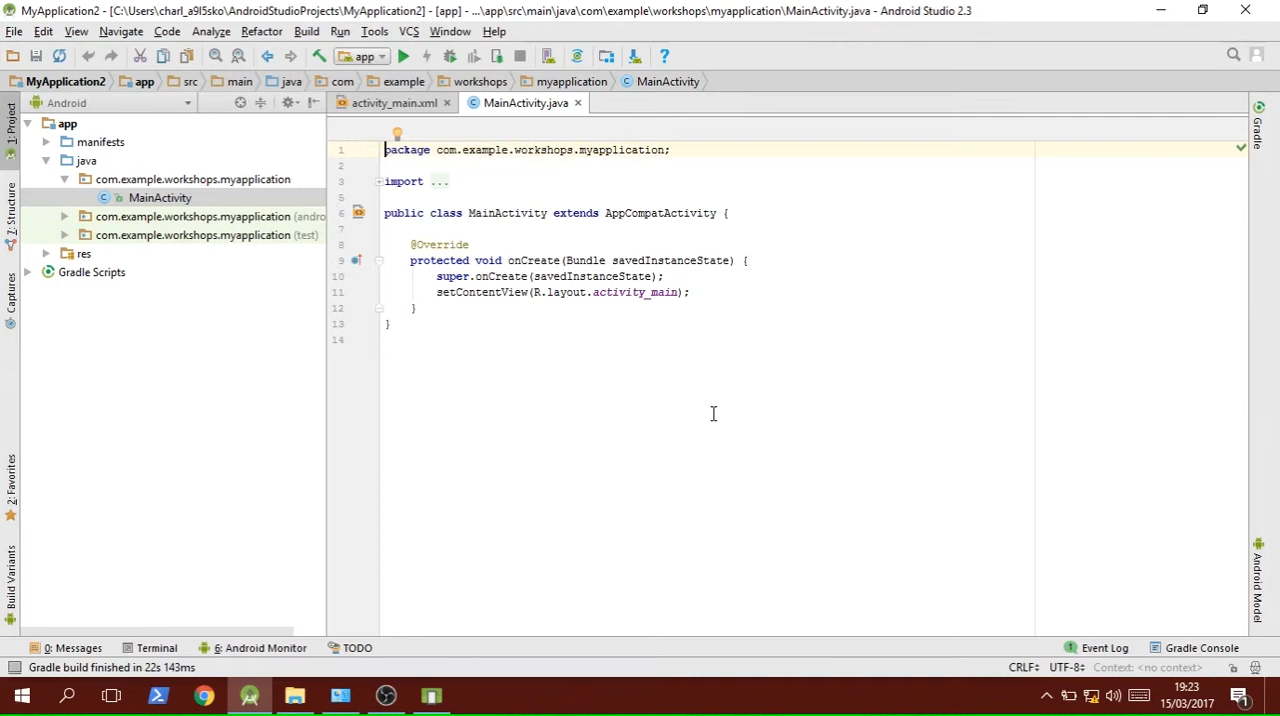 MyApplication2 - [C:\Users\charl_a9l5sko\AndroidStudioProjects\MyApplication2] - [app] - ...\app\src\main\java\com\example\workshops\myapplication\MainActivity.java - Android Studio 2.3
File Edit View Navigate Code Analyze Refactor Build Run Tools VCS Window Help
app
MyApplication2 app src main java com example workshops myapplication MainActivity
1: Project
7: Structure
Captures
2: Favorites
Build Variants
Android
app
manifests
java
com.example.workshops.myapplication
MainActivity
com.example.workshops.myapplication (andro
com.example.workshops.myapplication (test)
res
Gradle Scripts
activity_main.xml MainActivity.java
1 package com.example.workshops.myapplication;
2
3 import ...
5
6 public class MainActivity extends AppCompatActivity {
7
8 @Override
9 protected void onCreate(Bundle savedInstanceState) {
10 super.onCreate(savedInstanceState);
11 setContentView(R.layout.activity_main);
12 }
13 }
14
Gradle
Android Model
0: Messages Terminal 6: Android Monitor TODO Event Log Gradle Console
Gradle build finished in 22s 143ms CRLF UTF-8 Context: <no context>
19:23
15/03/2017
1